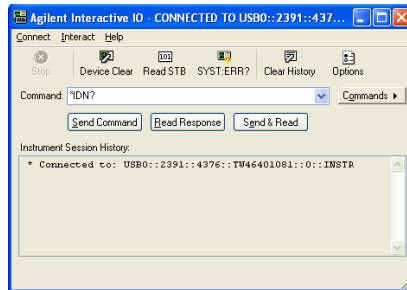 Agilent Interactive IO - CONNECTED TO USB0::2391::437...
Connect Interact Help
Stop Device Clear Read STB SYST:ERR? Clear History Options
Command: *IDN? Commands
Send Command Read Response Send & Read
Instrument Session History:
* Connected to: USB0::2391::4376::TW46401081::0::INSTR